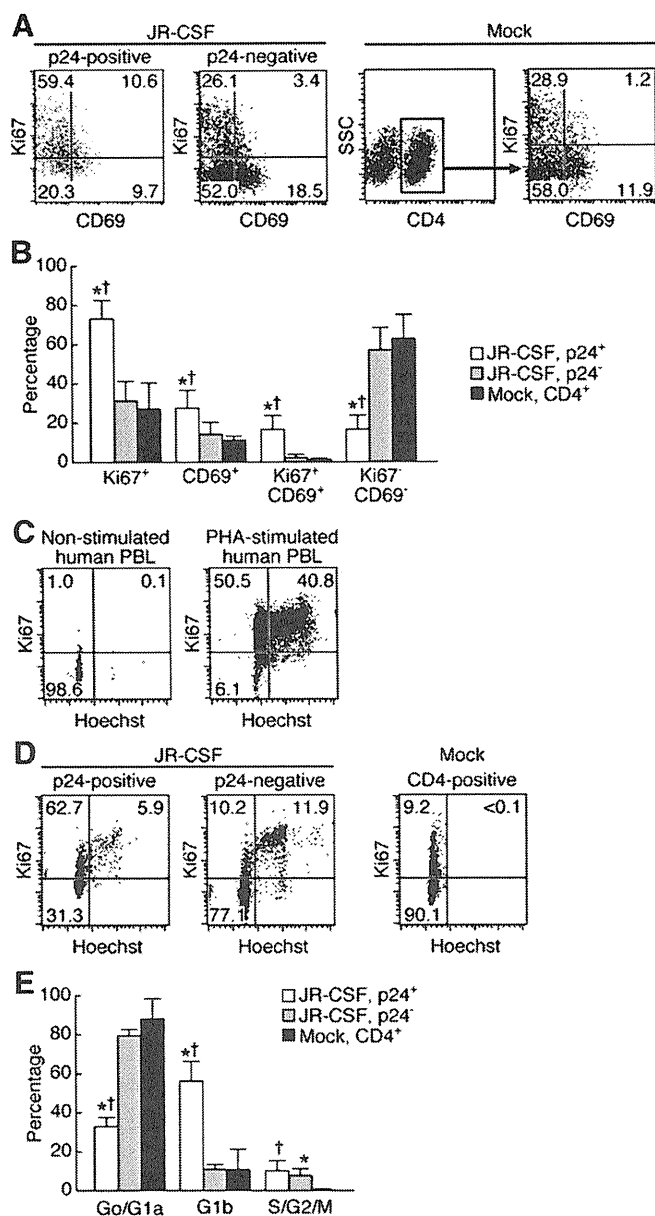 A
JR-CSF
Mock
p24-positive
p24-negative
59.4 10.6
20.3 9.7
Ki67
CD69
26.1 3.4
52.0 18.5
Ki67
CD69
SSC
CD4
28.9 1.2
58.0 11.9
Ki67
CD69
B
Percentage
100
80
60
40
20
0
*† *† *† *†
Ki67+
CD69+
Ki67+
CD69+
Ki67-
CD69-
JR-CSF, p24+
JR-CSF, p24-
Mock, CD4+
C
Non-stimulated
human PBL
PHA-stimulated
human PBL
1.0 0.1
98.6
Ki67
Hoechst
50.5 40.8
6.1
Ki67
Hoechst
D
JR-CSF
Mock
p24-positive
p24-negative
CD4-positive
62.7 5.9
31.3
Ki67
Hoechst
10.2 11.9
77.1
Ki67
Hoechst
9.2 <0.1
90.1
Ki67
Hoechst
E
Percentage
100
80
60
40
20
0
*† *† † *
Go/G1a
G1b
S/G2/M
JR-CSF, p24+
JR-CSF, p24-
Mock, CD4+